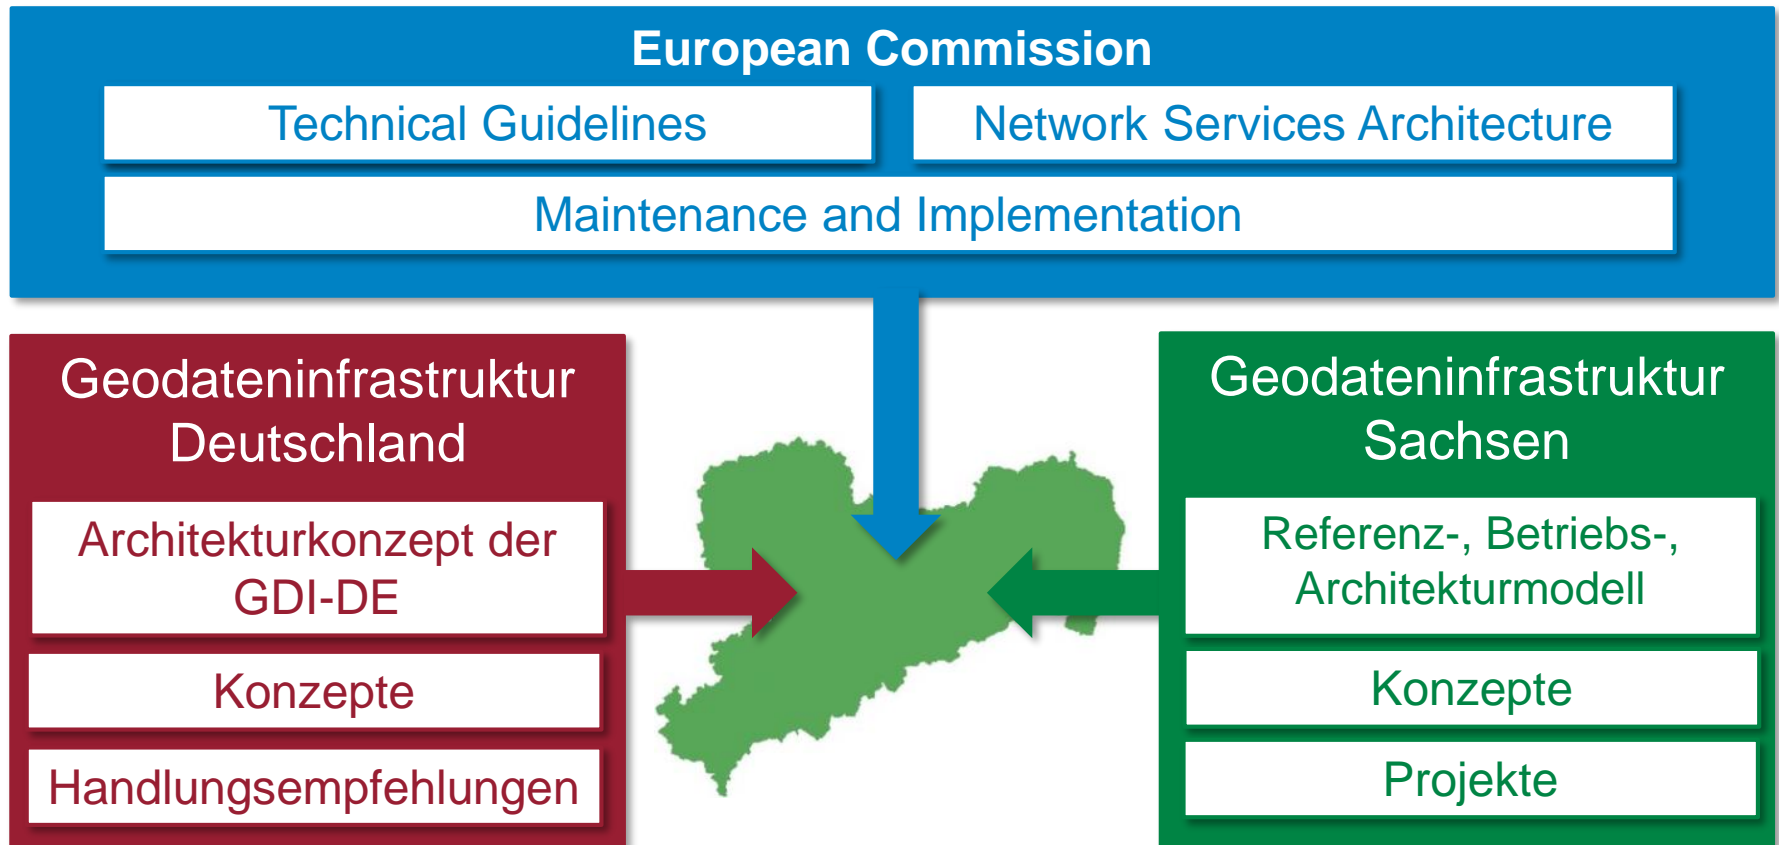 European Commission
Technical Guidelines
Network Services Architecture
Maintenance and Implementation
Geodateninfrastruktur
Deutschland
Architekturkonzept der
GDI-DE
Konzepte
Handlungsempfehlungen
Geodateninfrastruktur
Sachsen
Referenz-, Betriebs-,
Architekturmodell
Konzepte
Projekte